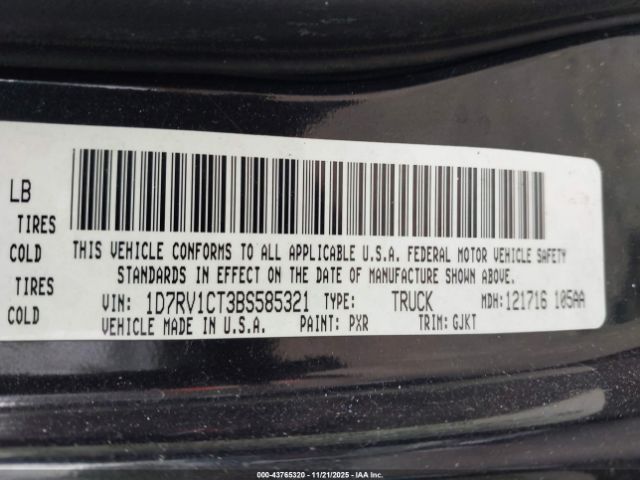 LB
TIRES
COLD
TIRES
COLD
THIS VEHICLE CONFORMS TO ALL APPLICABLE U.S.A. FEDERAL MOTOR VEHICLE SAFETY
STANDARDS IN EFFECT ON THE DATE OF MANUFACTURE SHOWN ABOVE.
VIN: 1D7RV1CT3BS585321 TYPE: TRUCK MDH: 121716 105AA
VEHICLE MADE IN U.S.A. PAINT: PXR TRIM: GJKT
000-43765320 - 11/21/2025 - IAAI.com